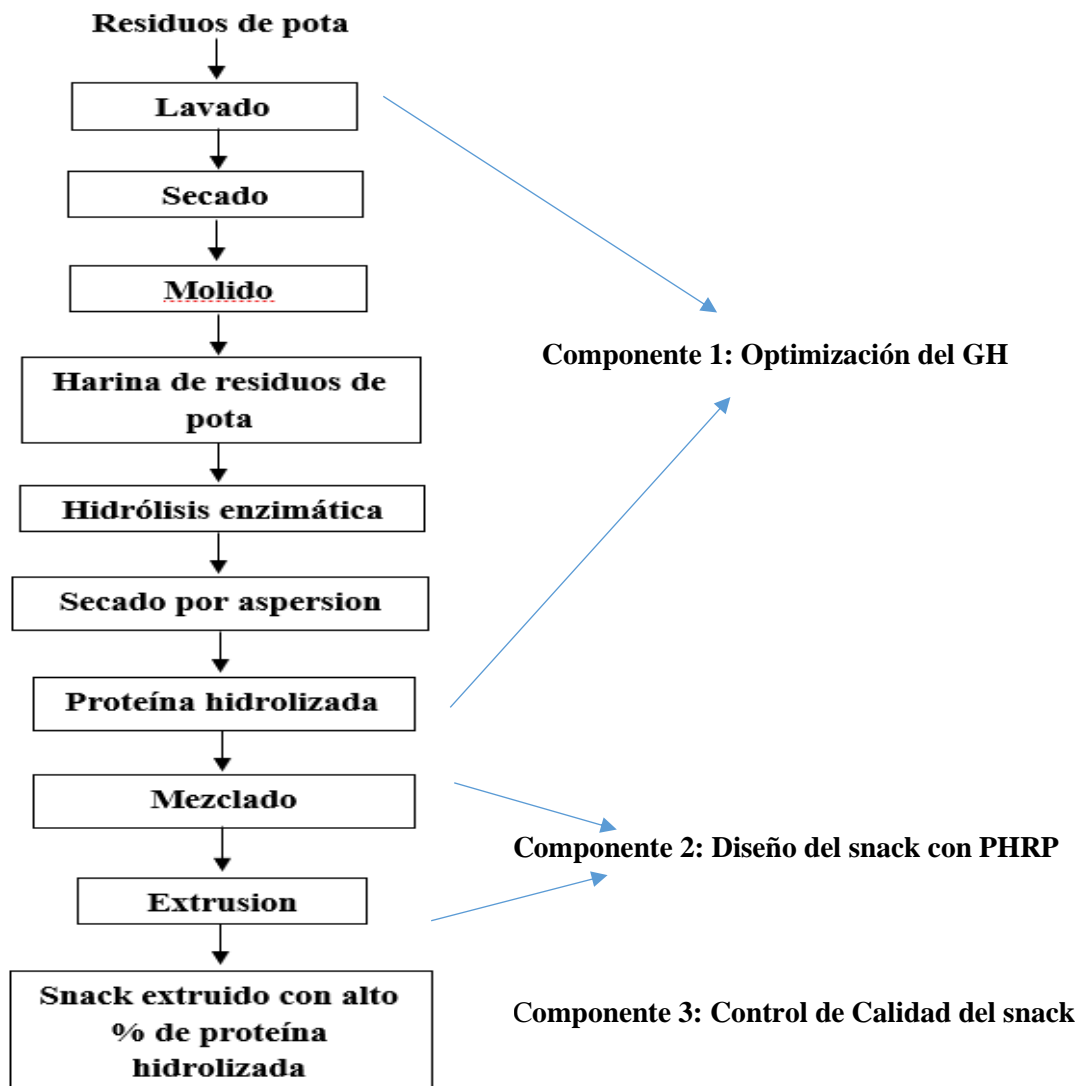 Residuos de pota
Lavado
Secado
Molido
Harina de residuos de
pota
Hidrólisis enzimática
Secado por aspersion
Proteína hidrolizada
Mezclado
Extrusion
Snack extruido con alto
% de proteína
hidrolizada
Componente 1: Optimización del GH
Componente 2: Diseño del snack con PHRP
Componente 3: Control de Calidad del snack